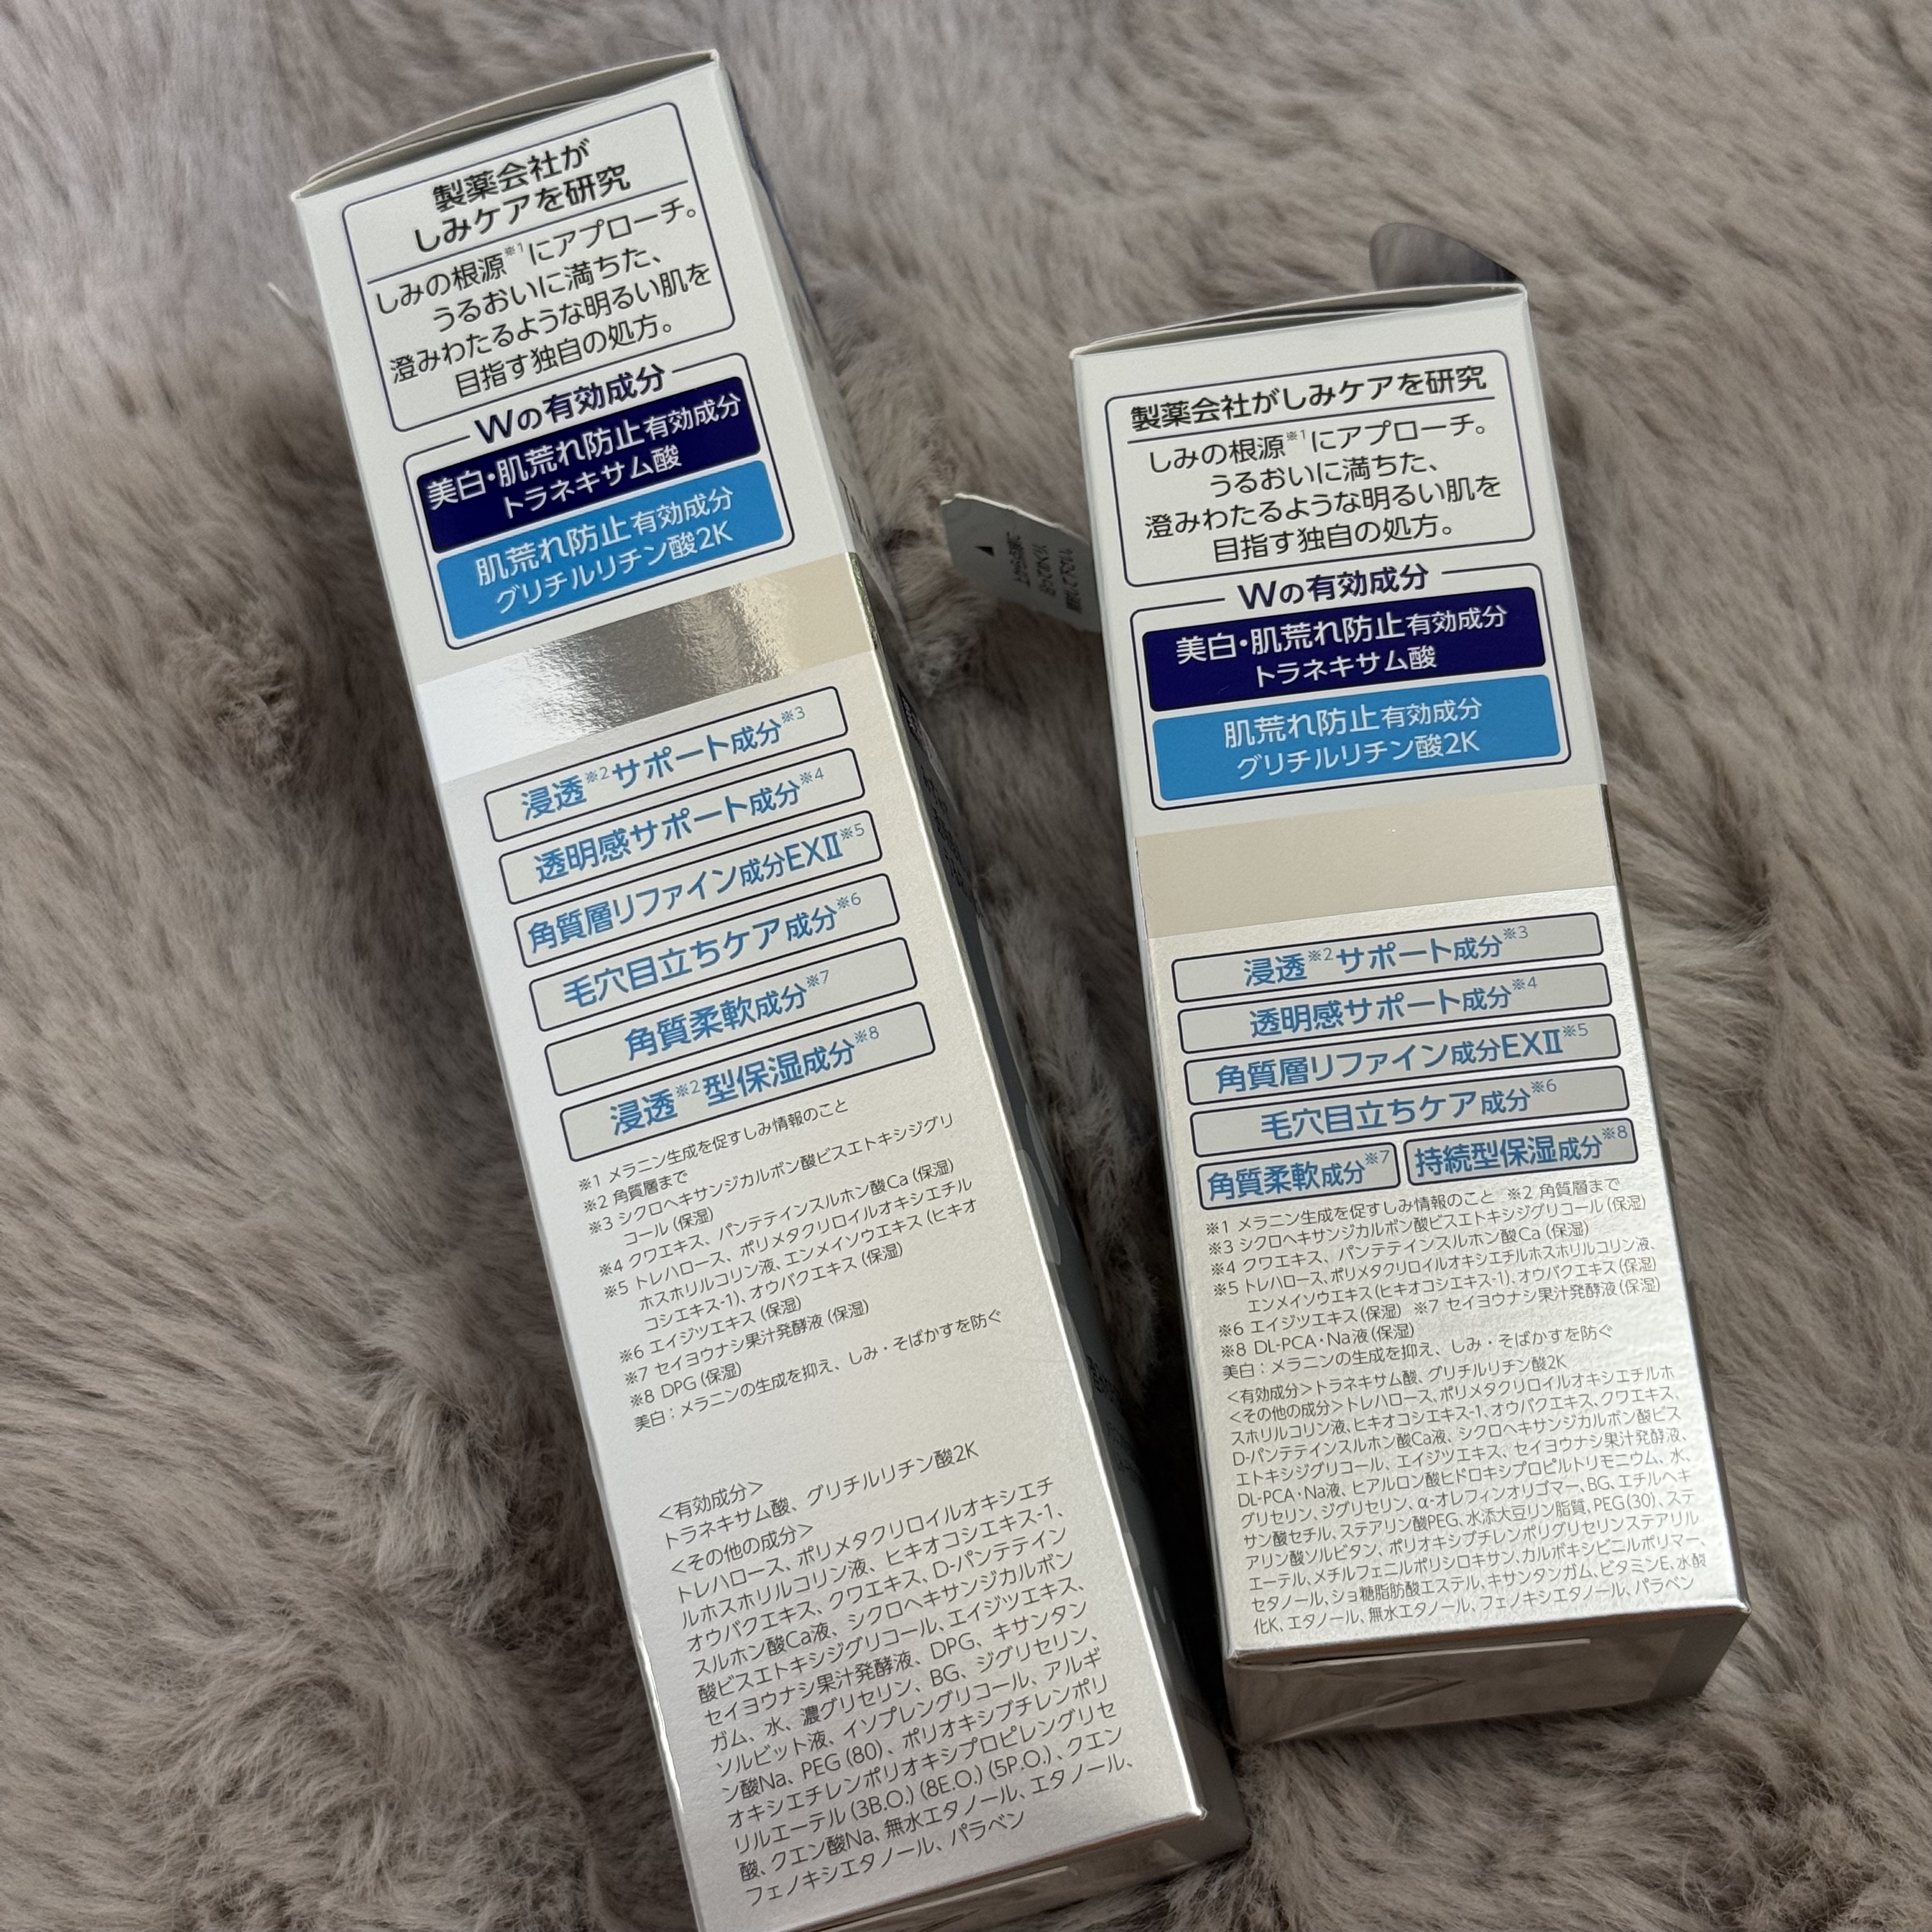 製薬会社が
しみケアを研究
しみの根源※1にアプローチ。
うるおいに満ちた、
澄みわたるような明るい肌を
目指す独自の処方。
Wの有効成分
美白・肌荒れ防止有効成分
トラネキサム酸
肌荒れ防止有効成分
グリチルリチン酸2K
浸透※2サポート成分※3
透明感サポート成分※4
角質層リファイン成分EXⅡ※5
毛穴目立ちケア成分※6
角質柔軟成分※7
浸透※2型保湿成分※8
※1 メラニン生成を促すしみ情報のこと
※2 角質層まで
※3 シクロヘキサンジカルボン酸ビスエトキシジグリ
コール (保湿)
※4 クワエキス、パンテテインスルホン酸Ca (保湿)
※5 トレハロース、ポリメタクリロイルオキシエチル
ホスホリルコリン液、エンメイソウエキス (ヒキオ
コシエキス-1)、オウバクエキス (保湿)
※6 エイジツエキス (保湿)
※7 セイヨウナシ果汁発酵液 (保湿)
※8 DPG (保湿)
美白：メラニンの生成を抑え、しみ・そばかすを防ぐ
<有効成分>
トラネキサム酸、グリチルリチン酸2K
<その他の成分>
トレハロース、ポリメタクリロイルオキシエチ
ルホスホリルコリン液、ヒキオコシエキス-1、
オウバクエキス、クワエキス、D-パンテテイン
スルホン酸Ca液、シクロヘキサンジカルボン
酸ビスエトキシジグリコール、エイジツエキス、
セイヨウナシ果汁発酵液、DPG、キサンタン
ガム、水、濃グリセリン、BG、ジグリセリン、
ソルビット液、イソプレングリコール、アルギ
ン酸Na、PEG (80)、ポリオキシブチレンポリ
オキシエチレンポリオキシプロピレングリセ
リルエーテル (3B.O.) (8E.O.) (5P.O.)、クエン
酸、クエン酸Na、無水エタノール、エタノール、
フェノキシエタノール、パラベン
製薬会社がしみケアを研究
しみの根源※1にアプローチ。
うるおいに満ちた、
澄みわたるような明るい肌を
目指す独自の処方。
Wの有効成分
美白・肌荒れ防止有効成分
トラネキサム酸
肌荒れ防止有効成分
グリチルリチン酸2K
浸透※2サポート成分※3
透明感サポート成分※4
角質層リファイン成分EXⅡ※5
毛穴目立ちケア成分※6
角質柔軟成分※7 持続型保湿成分※8
※1 メラニン生成を促すしみ情報のこと ※2 角質層まで
※3 シクロヘキサンジカルボン酸ビスエトキシジグリコール (保湿)
※4 クワエキス、パンテテインスルホン酸Ca (保湿)
※5 トレハロース、ポリメタクリロイルオキシエチルホスホリルコリン液、
エンメイソウエキス(ヒキオコシエキス-1)、オウバクエキス(保湿)
※6 エイジツエキス(保湿) ※7 セイヨウナシ果汁発酵液(保湿)
※8 DL-PCA・Na液(保湿)
美白：メラニンの生成を抑え、しみ・そばかすを防ぐ
<有効成分>トラネキサム酸、グリチルリチン酸2K
<その他の成分>トレハロース、ポリメタクリロイルオキシエチルホ
スホリルコリン液、ヒキオコシエキス-1、オウバクエキス、クワエキス、
D-パンテテインスルホン酸Ca液、シクロヘキサンジカルボン酸ビス
エトキシジグリコール、エイジツエキス、セイヨウナシ果汁発酵液、
DL-PCA・Na液、ヒアルロン酸ヒドロキシプロピルトリモニウム、水、
グリセリン、ジグリセリン、α-オレフィンオリゴマー、BG、エチルヘキ
サン酸セチル、ステアリン酸PEG、水添大豆リン脂質、PEG(30)、ステ
アリン酸ソルビタン、ポリオキシブチレンポリグリセリンステアリル
エーテル、メチルフェニルポリシロキサン、カルボキシビニルポリマー、
セタノール、ショ糖脂肪酸エステル、キサンタンガム、ビタミンE、水酸
化K、エタノール、無水エタノール、フェノキシエタノール、パラベン